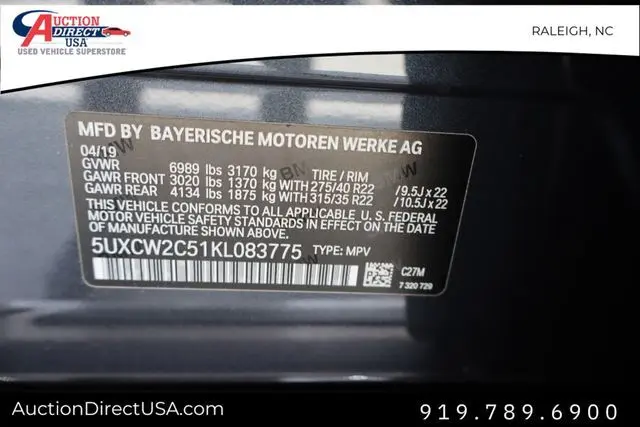 AUCTION
DIRECT
USA
USED VEHICLE SUPERSTORE
RALEIGH, NC
MFD BY BAYERISCHE MOTOREN WERKE AG
04/19
GVWR 6989 lbs 3170 kg TIRE / RIM
GAWR FRONT 3020 lbs 1370 kg WITH 275/40 R22 /9.5J x 22
GAWR REAR 4134 lbs 1875 kg WITH 315/35 R22 /10.5J x 22
THIS VEHICLE CONFORMS TO ALL APPLICABLE U. S. FEDERAL
MOTOR VEHICLE SAFETY STANDARDS IN EFFECT ON THE DATE
OF MANUFACTURE SHOWN ABOVE.
5UXCW2C51KL083775 TYPE: MPV
C27M
7 320 729
AuctionDirectUSA.com
919.789.6900